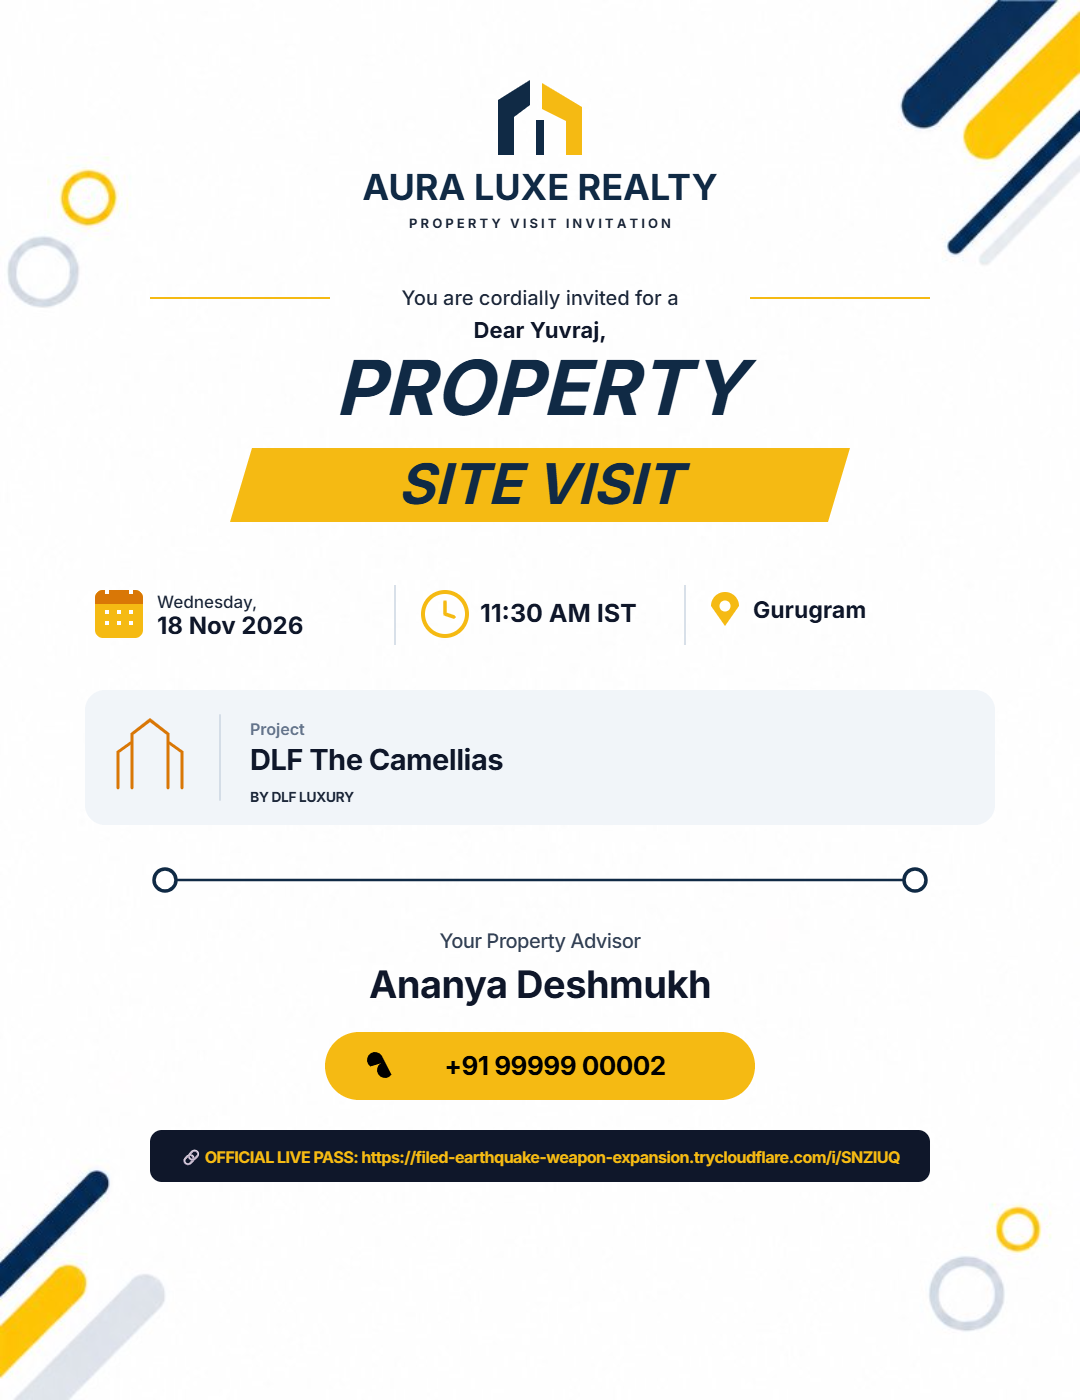 AURA LUXE REALTY
PROPERTY VISIT INVITATION
You are cordially invited for a
Dear Yuvraj,
PROPERTY
SITE VISIT
Wednesday,
18 Nov 2026
11:30 AM IST
Gurugram
Project
DLF The Camellias
BY DLF LUXURY
Your Property Advisor
Ananya Deshmukh
+91 99999 00002
🔗 OFFICIAL LIVE PASS: https://filed-earthquake-weapon-expansion.trycloudflare.com/i/SNZIUQ